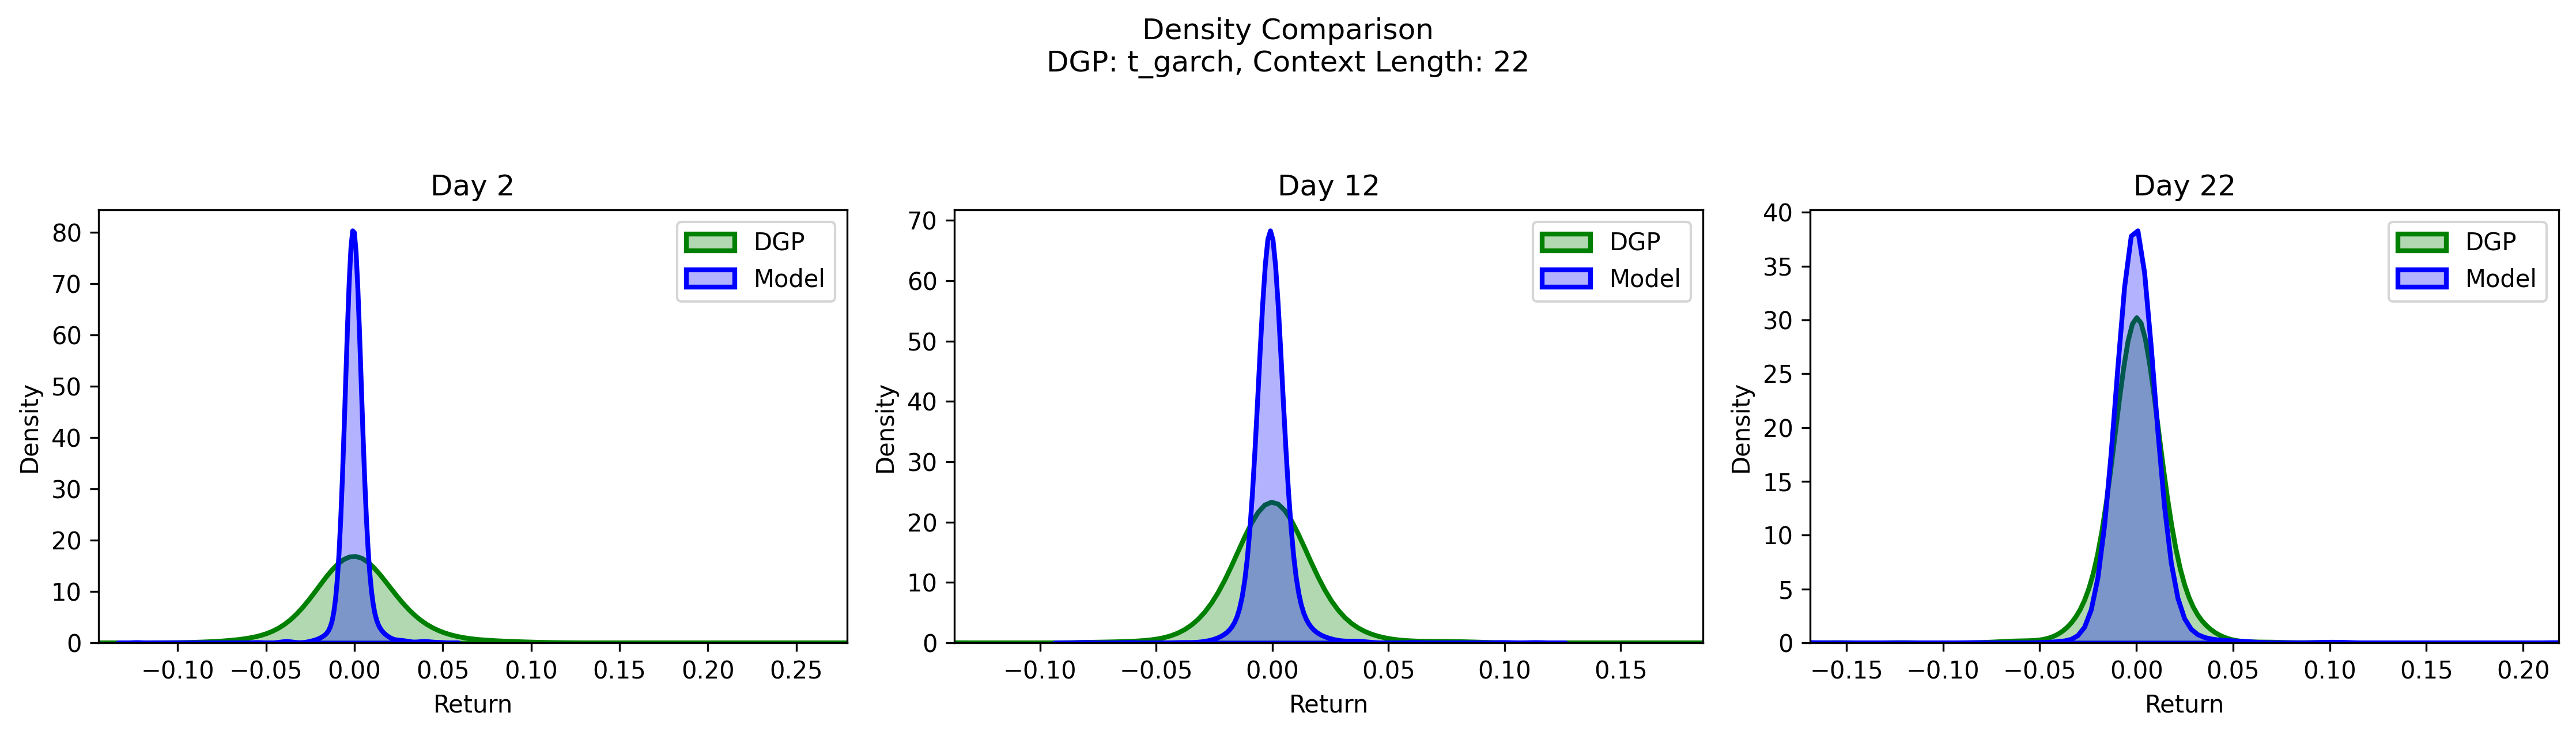 Density Comparison
DGP: t_garch, Context Length: 22
Day 2
80
70
60
50
40
30
20
10
0
Density
−0.10 −0.05 0.00 0.05 0.10 0.15 0.20 0.25
Return
DGP
Model
Day 12
70
60
50
40
30
20
10
0
Density
−0.10 −0.05 0.00 0.05 0.10 0.15
Return
DGP
Model
Day 22
40
35
30
25
20
15
10
5
0
Density
−0.15 −0.10 −0.05 0.00 0.05 0.10 0.15 0.20
Return
DGP
Model